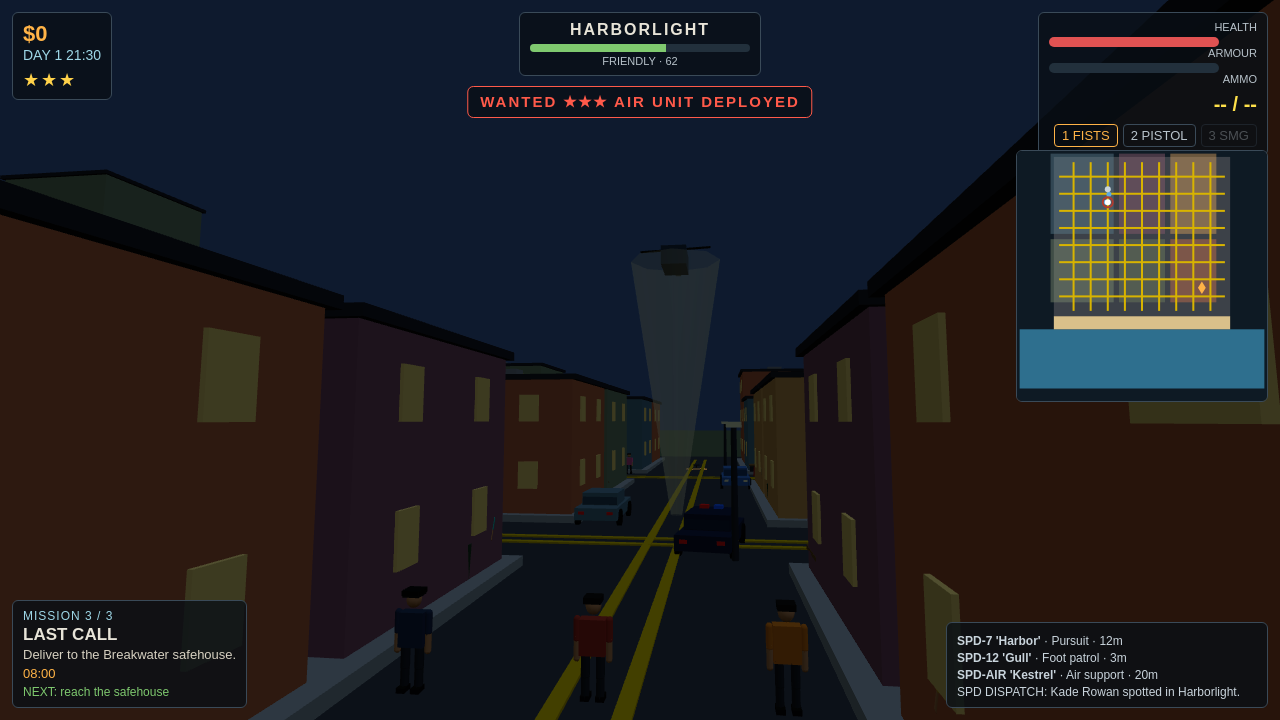 $0
DAY 1 21:30
★★★
HARBORLIGHT
FRIENDLY · 62
WANTED ★★★ AIR UNIT DEPLOYED
HEALTH
ARMOUR
AMMO
-- / --
1 FISTS 2 PISTOL 3 SMG
MISSION 3 / 3
LAST CALL
Deliver to the Breakwater safehouse.
08:00
NEXT: reach the safehouse
SPD-7 'Harbor' · Pursuit · 12m
SPD-12 'Gull' · Foot patrol · 3m
SPD-AIR 'Kestrel' · Air support · 20m
SPD DISPATCH: Kade Rowan spotted in Harborlight.